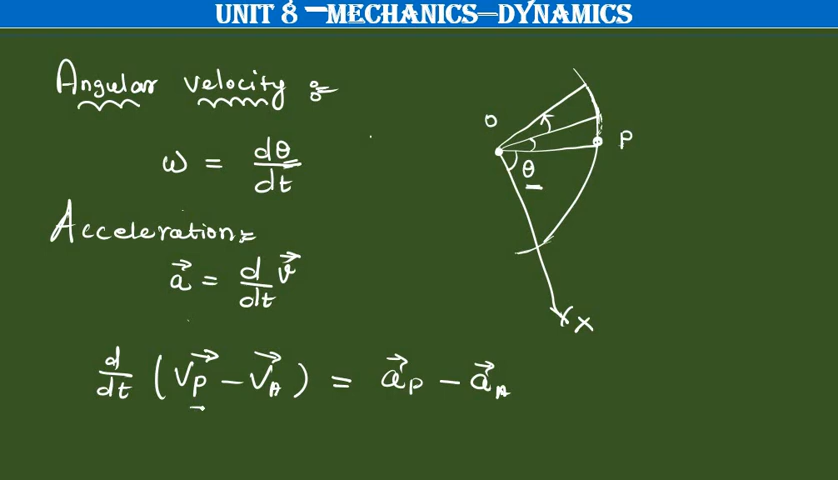 UNIT 8 - MECHANICS-DYNAMICS
Angular velocity :-
ω = dθ/dt
Acceleration:-
a⃗ = d/dt v⃗
d/dt (V⃗P - V⃗A) = a⃗P - a⃗A
O
P
θ
X